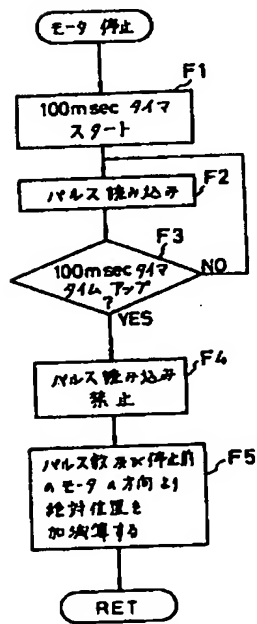 モータ 停止
F1
100msec タイマ
スタート
F2
パルス読み込み
F3
100msec タイマ
タイム アップ
?
NO
YES
F4
パルス読み込み
禁止
F5
パルス数及び停止前
のモータの方向より
絶対位置を
加減算する
RET